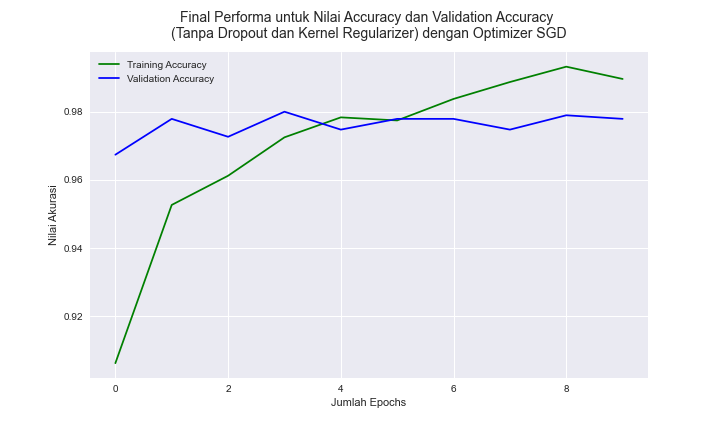 Final Performa untuk Nilai Accuracy dan Validation Accuracy
(Tanpa Dropout dan Kernel Regularizer) dengan Optimizer SGD
Training Accuracy
Validation Accuracy
0.98
0.96
0.94
0.92
Nilai Akurasi
0 2 4 6 8
Jumlah Epochs